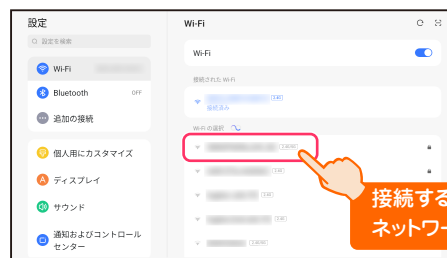 設定
設定を検索
Wi-Fi
Bluetooth
OFF
追加の接続
個人用にカスタマイズ
ディスプレイ
サウンド
通知およびコントロール
センター
Wi-Fi
Wi-Fi
接続された Wi-Fi
接続済み
Wi-Fi の選択
接続する
ネットワー